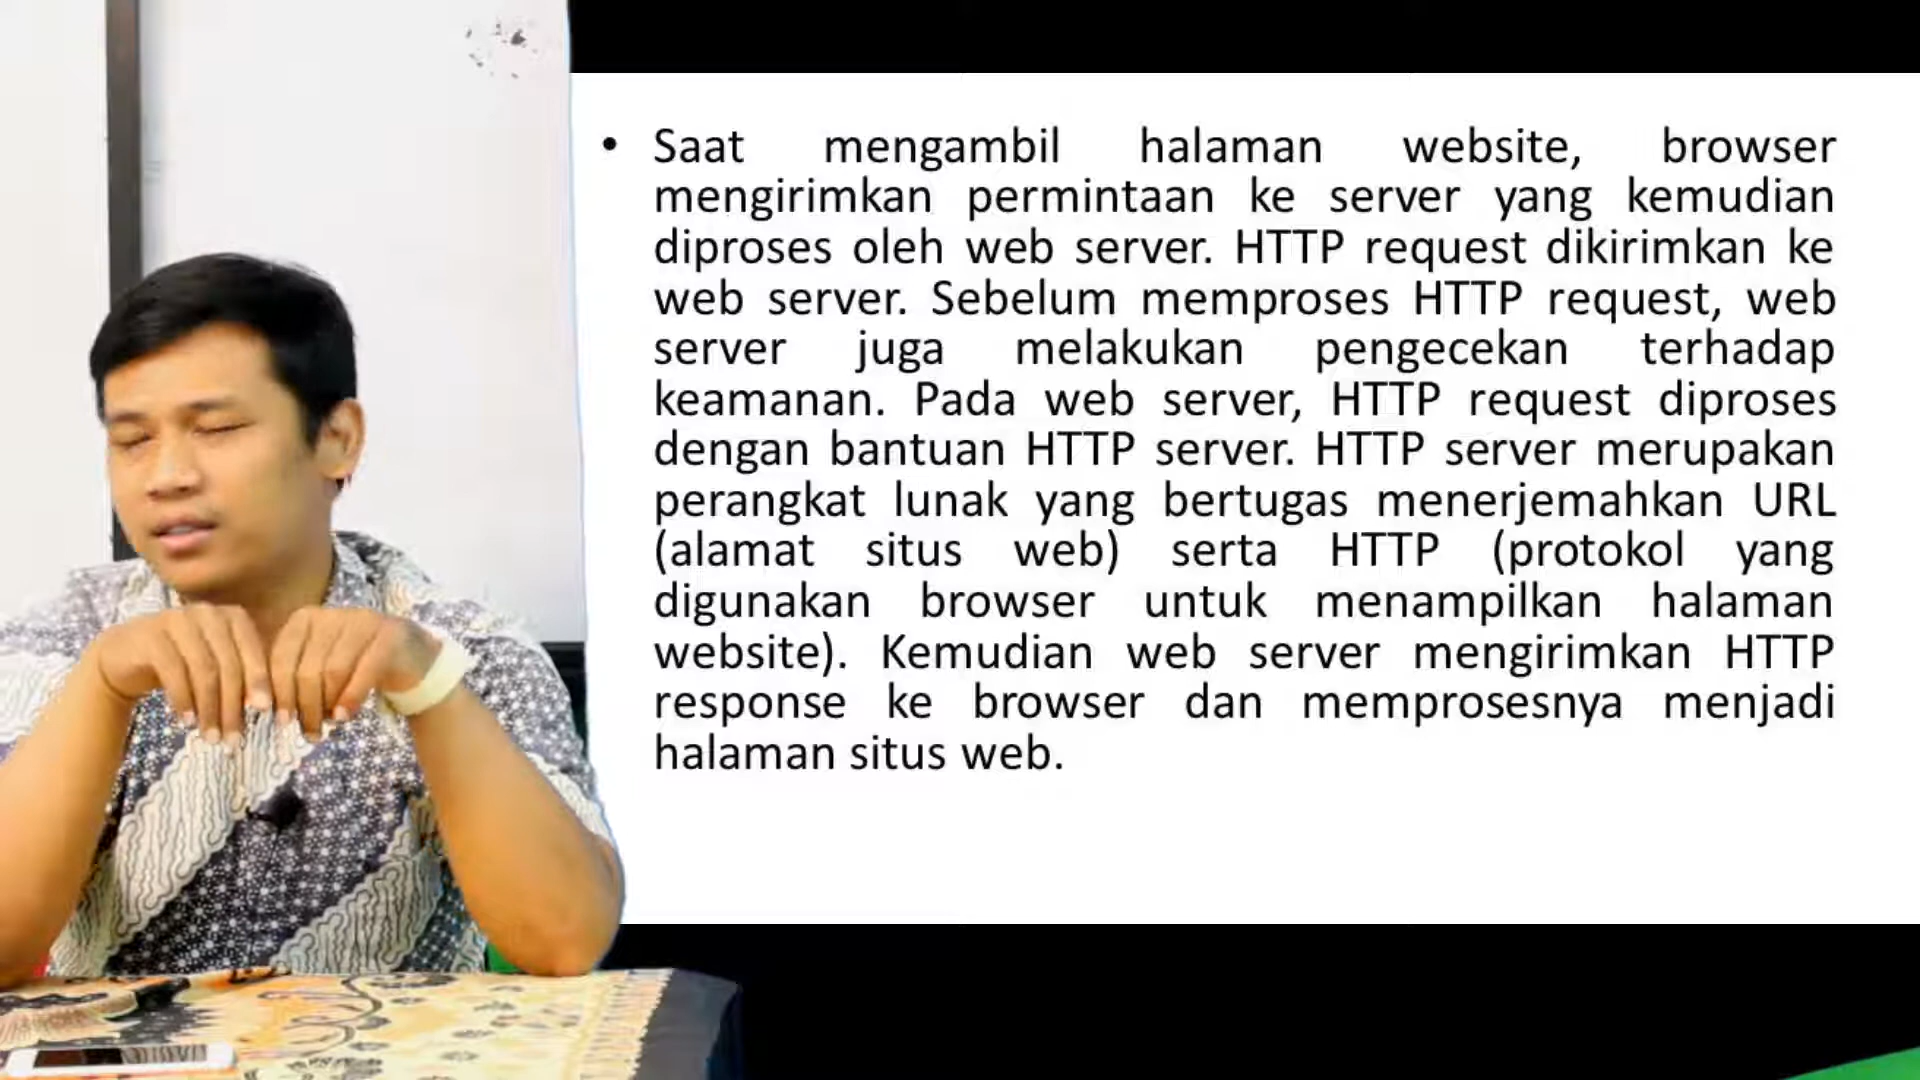 • Saat mengambil halaman website, browser
mengirimkan permintaan ke server yang kemudian
diproses oleh web server. HTTP request dikirimkan ke
web server. Sebelum memproses HTTP request, web
server juga melakukan pengecekan terhadap
keamanan. Pada web server, HTTP request diproses
dengan bantuan HTTP server. HTTP server merupakan
perangkat lunak yang bertugas menerjemahkan URL
(alamat situs web) serta HTTP (protokol yang
digunakan browser untuk menampilkan halaman
website). Kemudian web server mengirimkan HTTP
response ke browser dan memprosesnya menjadi
halaman situs web.